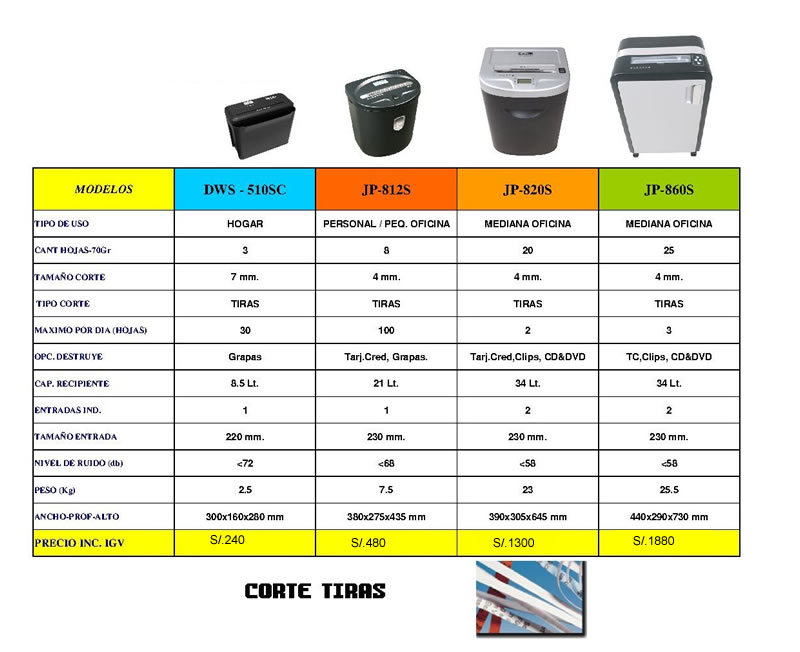 MODELOS DWS - 510SC JP-812S JP-820S JP-860S
TIPO DE USO HOGAR PERSONAL / PEQ. OFICINA MEDIANA OFICINA MEDIANA OFICINA
CANT HOJAS-70Gr 3 8 20 25
TAMAÑO CORTE 7 mm. 4 mm. 4 mm. 4 mm.
TIPO CORTE TIRAS TIRAS TIRAS TIRAS
MAXIMO POR DIA (HOJAS) 30 100 2 3
OPC. DESTRUYE Grapas Tarj.Cred, Grapas. Tarj.Cred,Clips, CD&DVD TC,Clips, CD&DVD
CAP. RECIPIENTE 8.5 Lt. 21 Lt. 34 Lt. 34 Lt.
ENTRADAS IND. 1 1 2 2
TAMAÑO ENTRADA 220 mm. 230 mm. 230 mm. 230 mm.
NIVEL DE RUIDO (db) <72 <68 <58 <58
PESO (Kg) 2.5 7.5 23 25.5
ANCHO-PROF-ALTO 300x160x280 mm 380x275x435 mm 390x305x645 mm 440x290x730 mm
PRECIO INC. IGV S/.240 S/.480 S/.1300 S/.1880
CORTE TIRAS